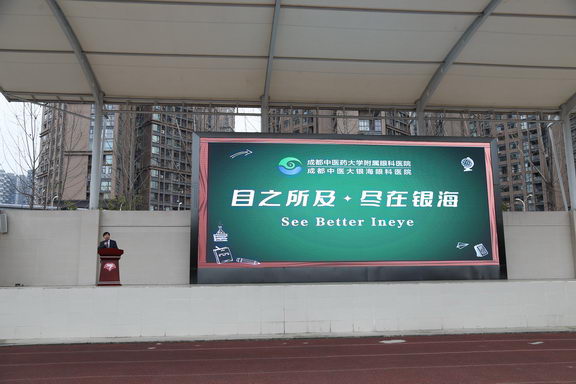 成都中医药大学附属眼科医院
成都中医大银海眼科医院
目之所及·尽在银海
See Better Ineye